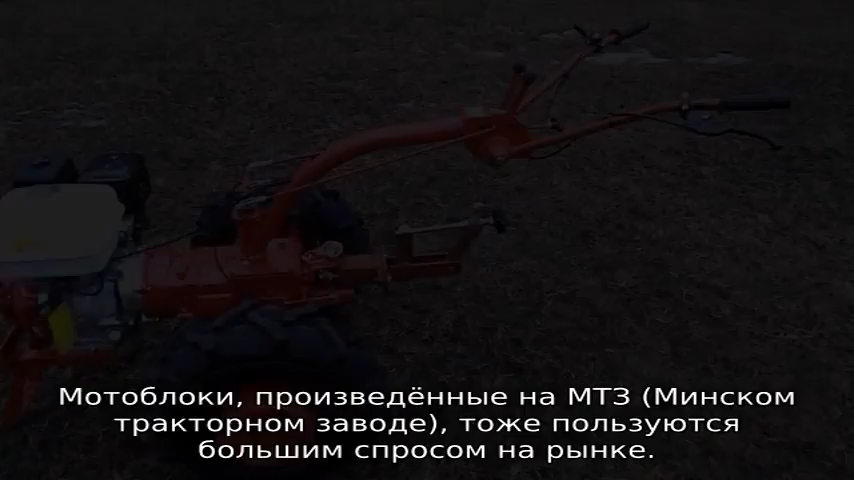 Мотоблоки, произведённые на МТЗ (Минском
тракторном заводе), тоже пользуются
большим спросом на рынке.